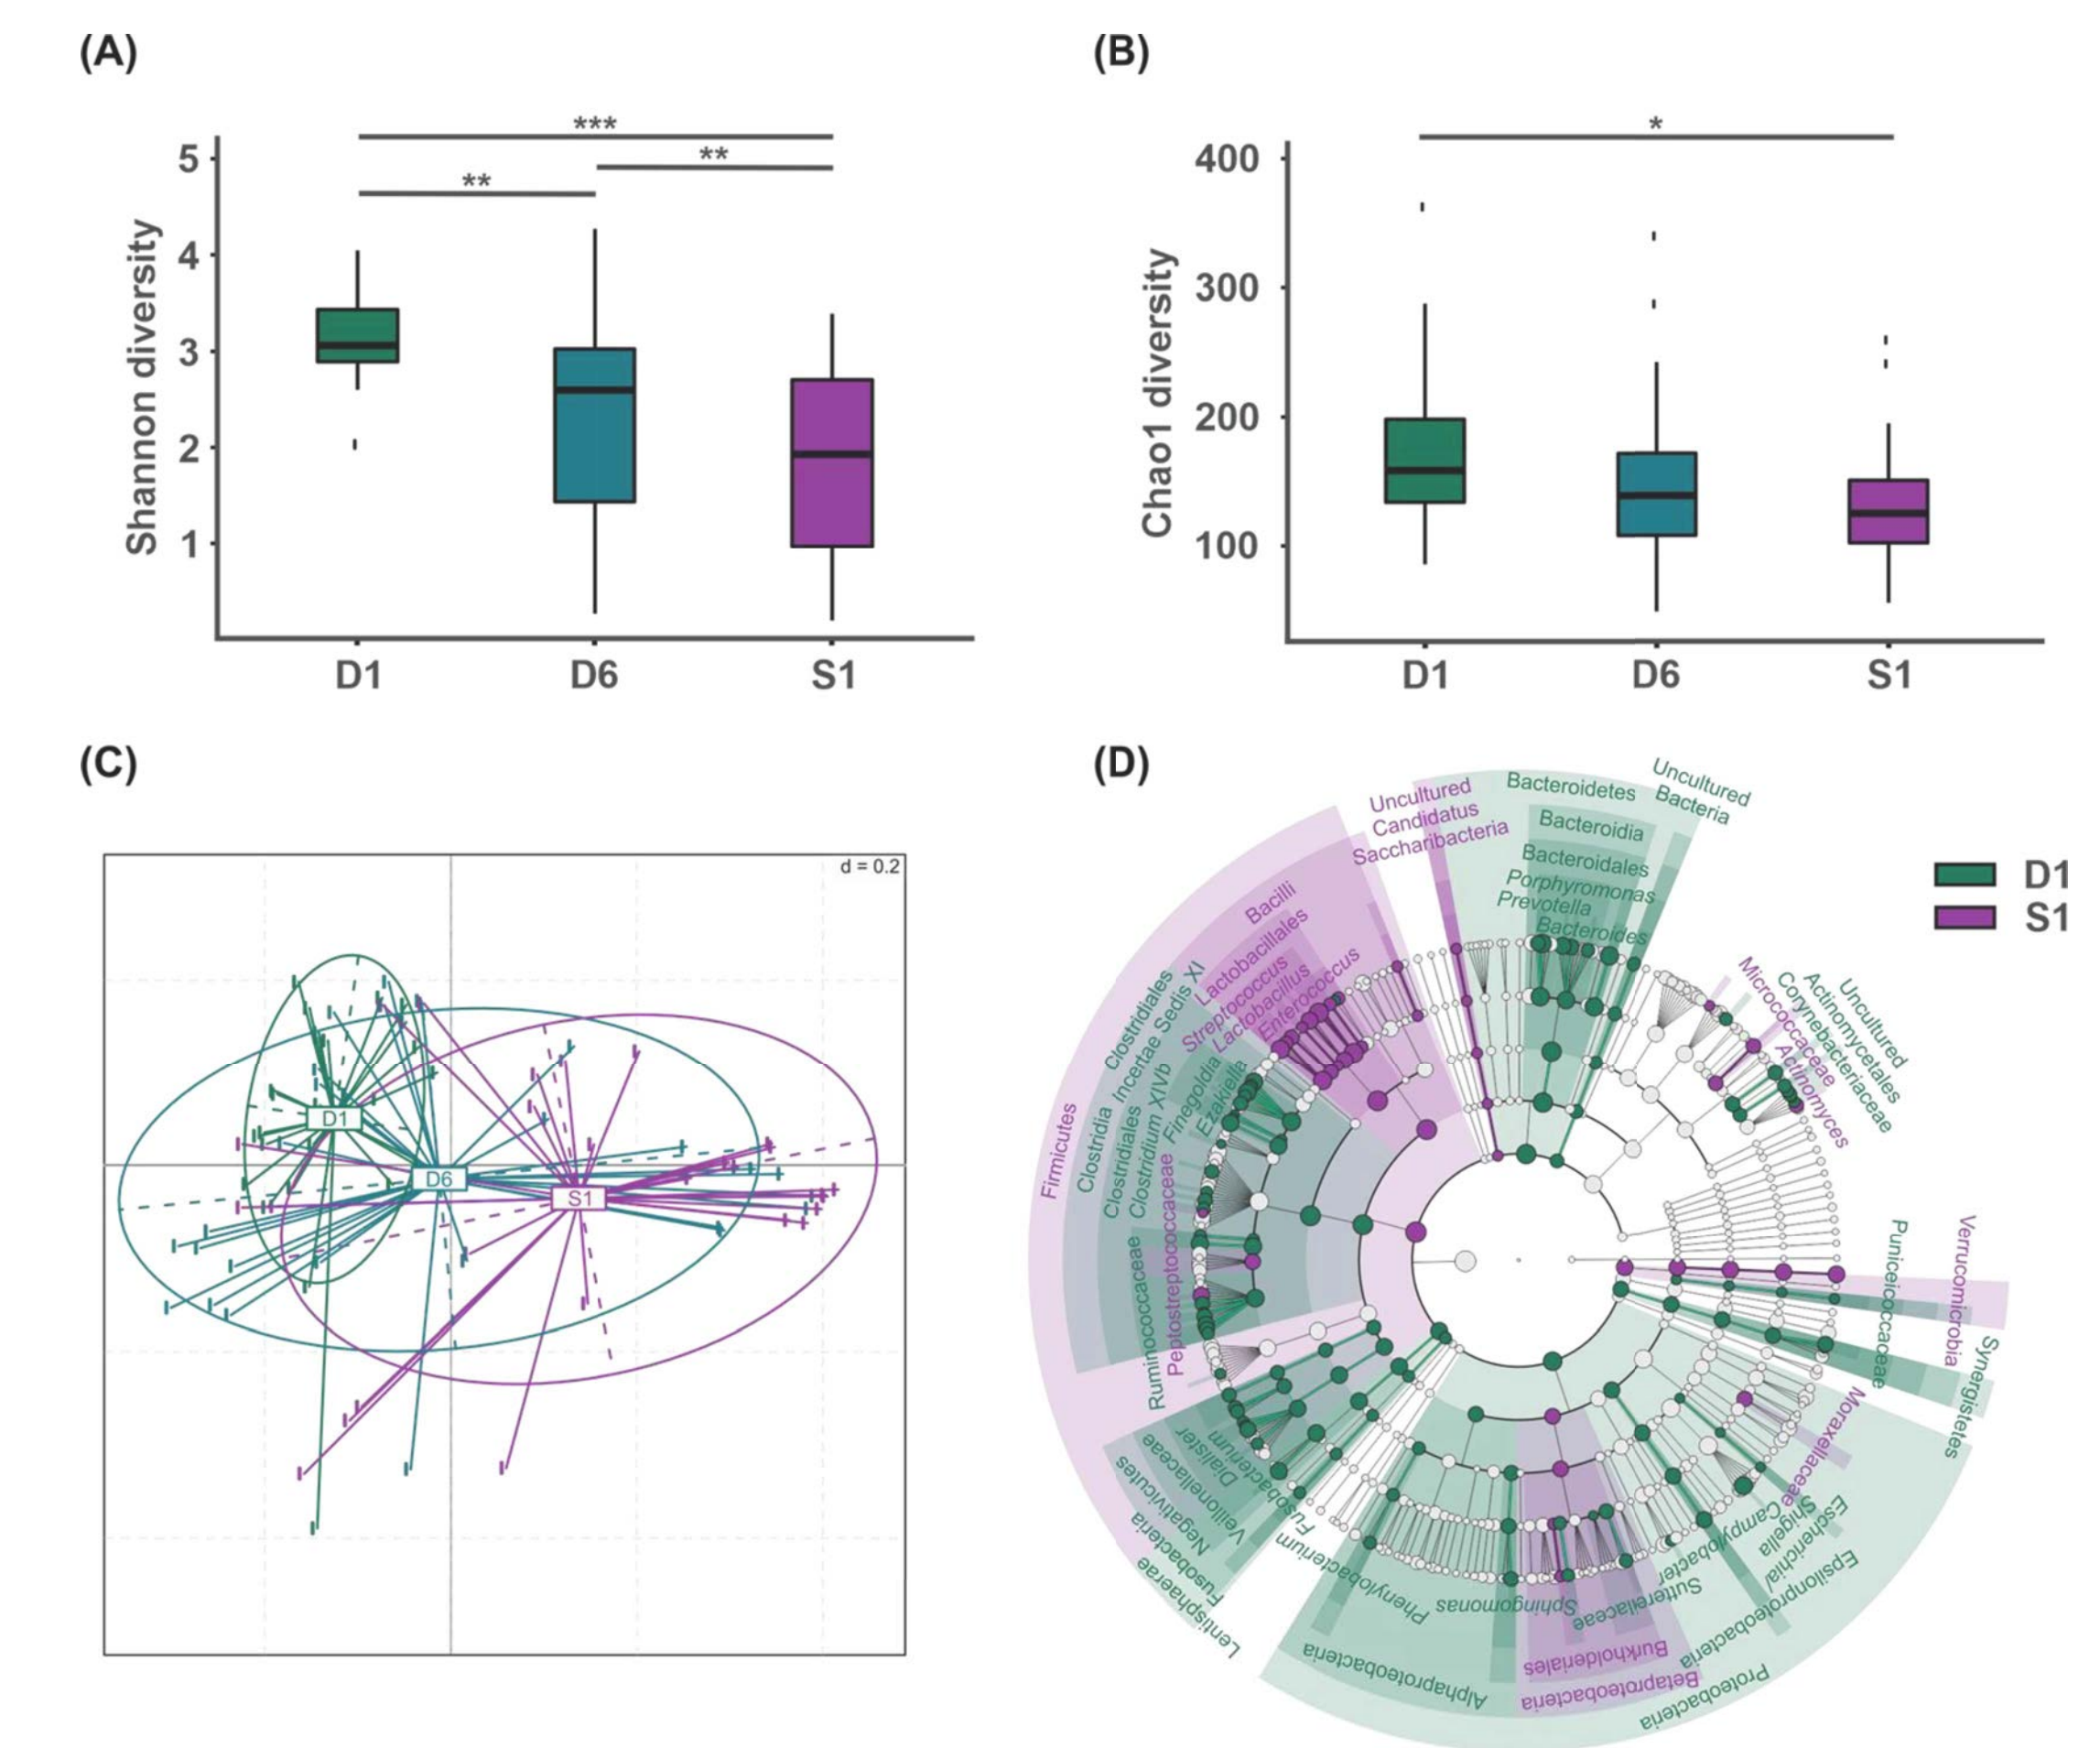 (A)
***
**
**
Shannon diversity
5
4
3
2
1
D1 D6 S1
(B)
*
Chao1 diversity
400
300
200
100
D1 D6 S1
(C)
d = 0.2
D1
D6
S1
(D)
D1
S1
Uncultured
Candidatus
Saccharibacteria
Bacteroidetes
Bacteroidia
Bacteroidales
Porphyromonas
Prevotella
Bacteroides
Uncultured
Bacteria
Micrococcaceae
Actinomyces
Corynebacteriaceae
Actinomycetales
Uncultured
Verrucomicrobia
Puniceicoccaceae
Synergistetes
Moraxellaceae
Escherichia/
Shigella
Campylobacter
Epsilonproteobacteria
Sutterellaceae
Proteobacteria
Burkholderiales
Betaproteobacteria
Sphingomonas
Alphaproteobacteria
Phenylobacterium
Lentisphaerae
Fusobacterium
Fusobacteria
Negativicutes
Veillonellaceae
Dialister
Ruminococcaceae
Peptostreptococcaceae
Firmicutes
Clostridia
Clostridiales
Clostridium XIVb
Clostridiales
Incertae Sedis XI
Finegoldia
Ezakiella
Bacilli
Lactobacillales
Streptococcus
Lactobacillus
Enterococcus